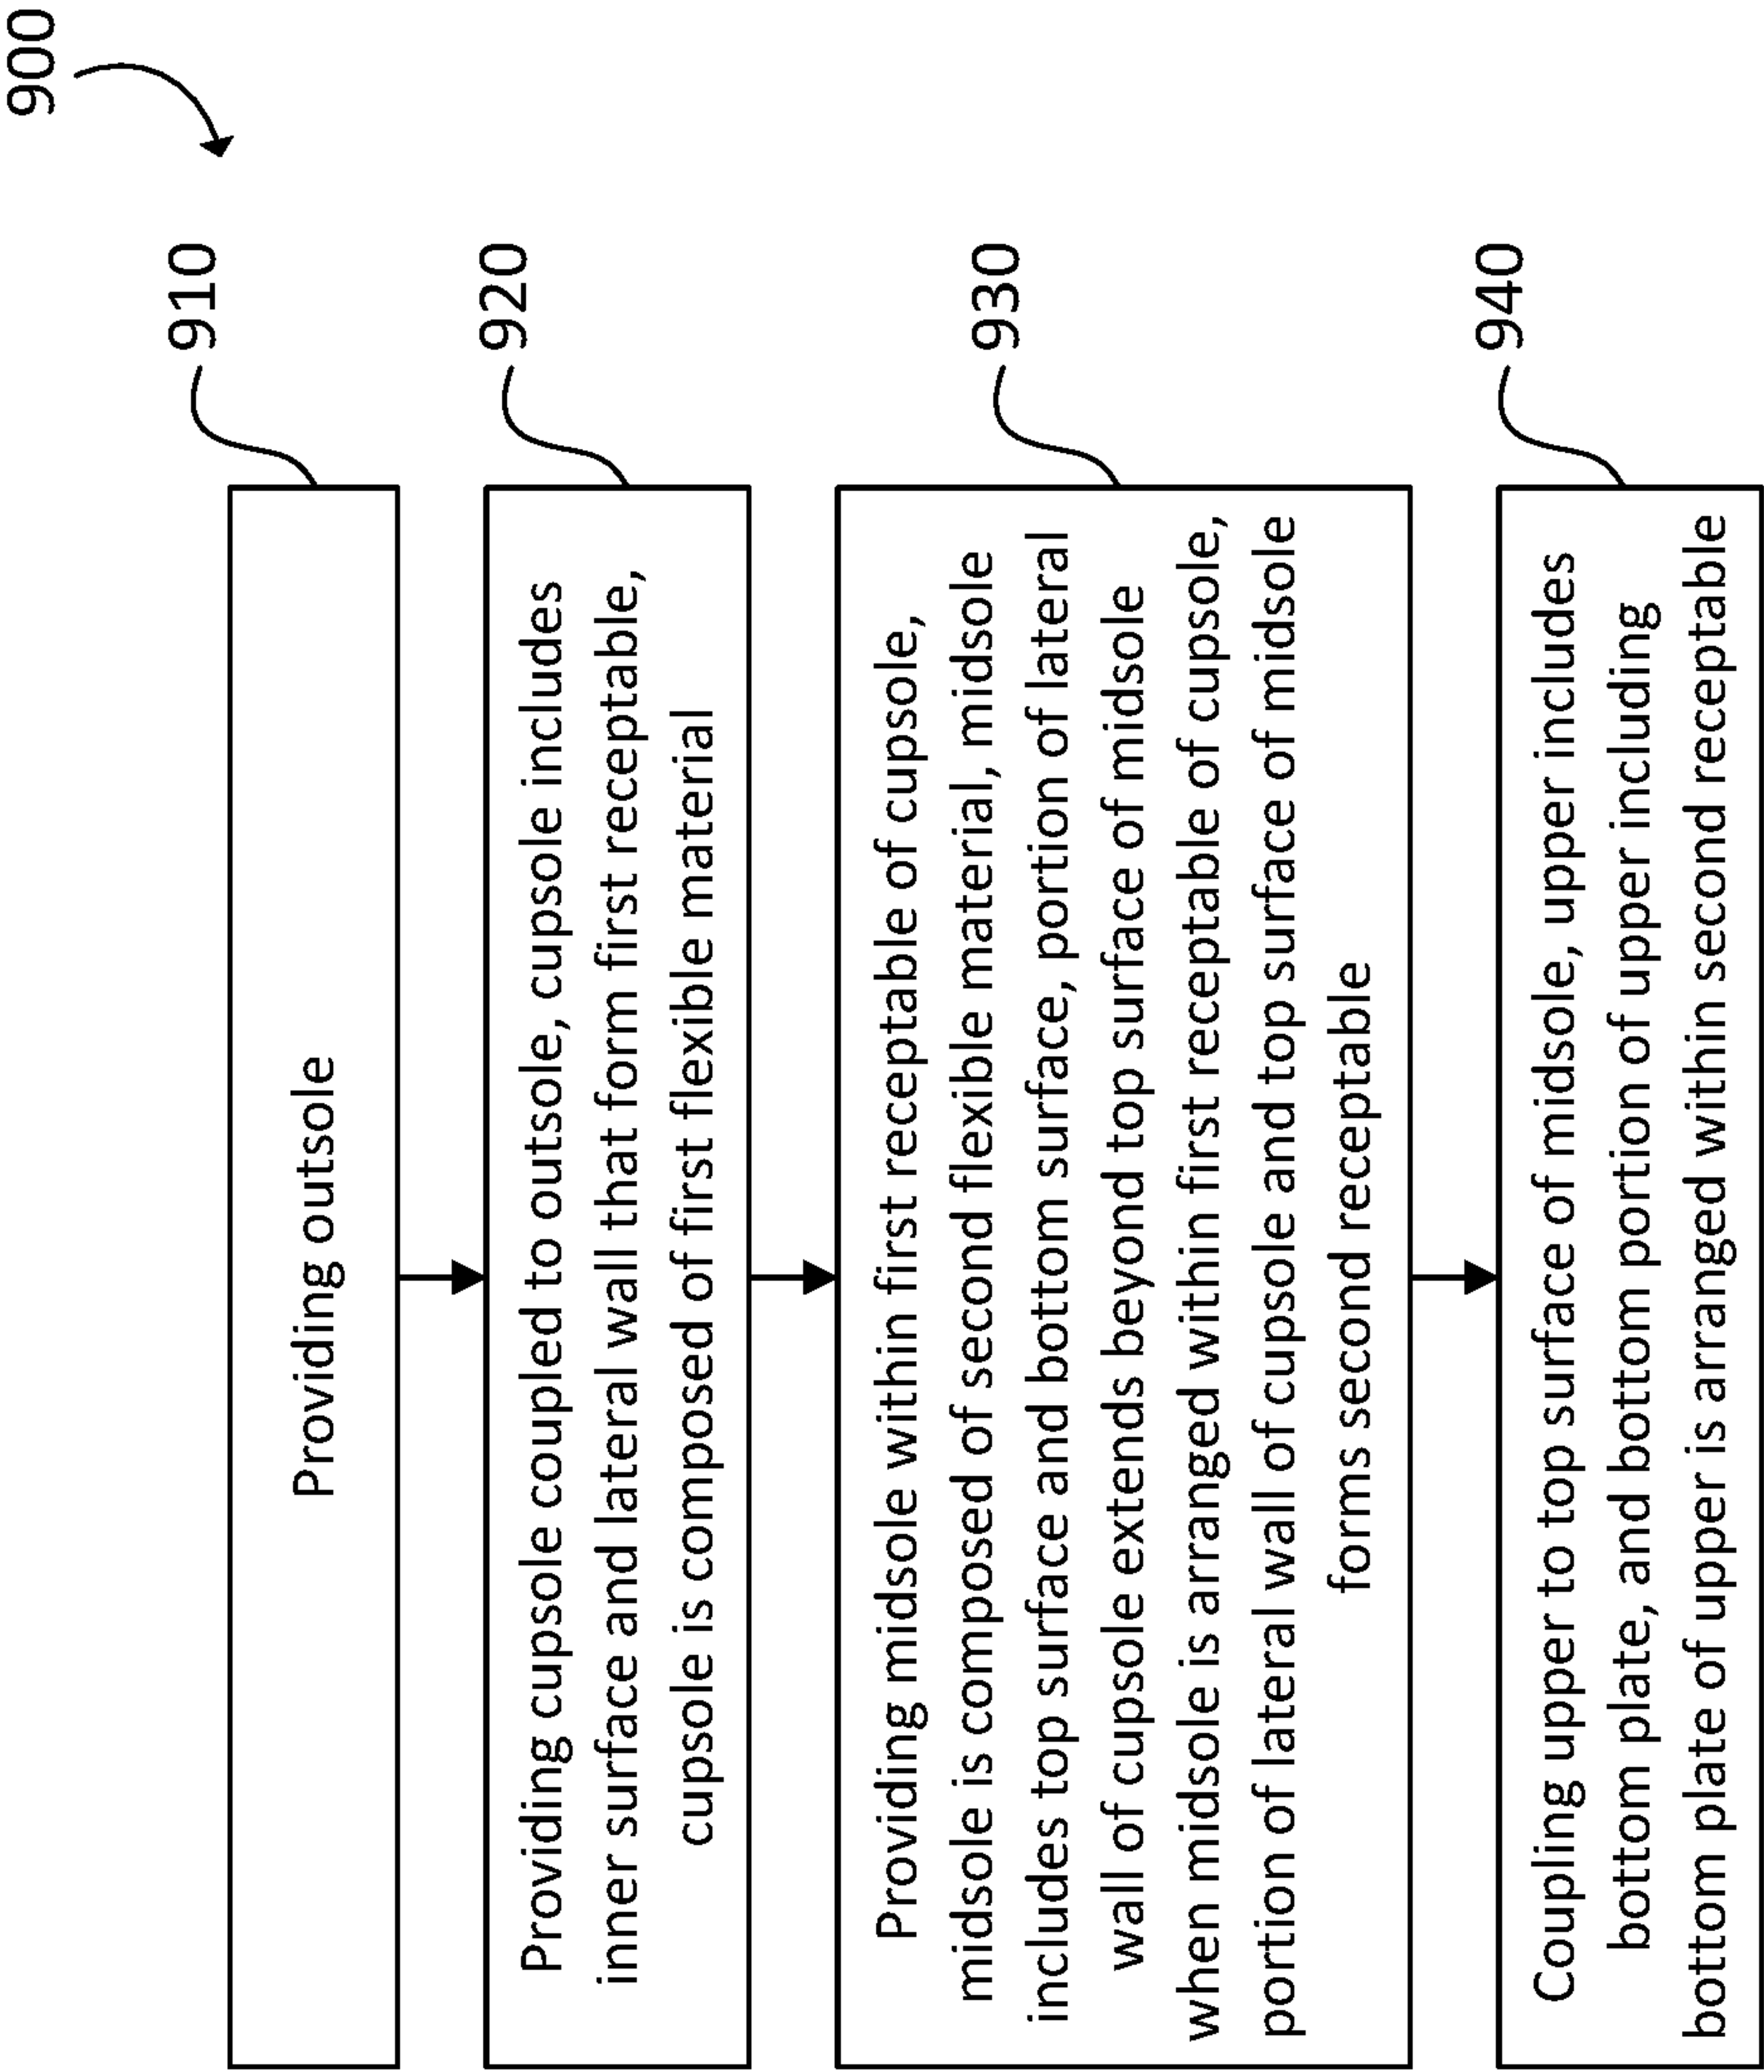 900
910
Providing outsole
920
Providing cupsole coupled to outsole, cupsole includes
inner surface and lateral wall that form first receptable,
cupsole is composed of first flexible material
930
Providing midsole within first receptable of cupsole,
midsole is composed of second flexible material, midsole
includes top surface and bottom surface, portion of lateral
wall of cupsole extends beyond top surface of midsole
when midsole is arranged within first receptable of cupsole,
portion of lateral wall of cupsole and top surface of midsole
forms second receptable
940
Coupling upper to top surface of midsole, upper includes
bottom plate, and bottom portion of upper including
bottom plate of upper is arranged within second receptable